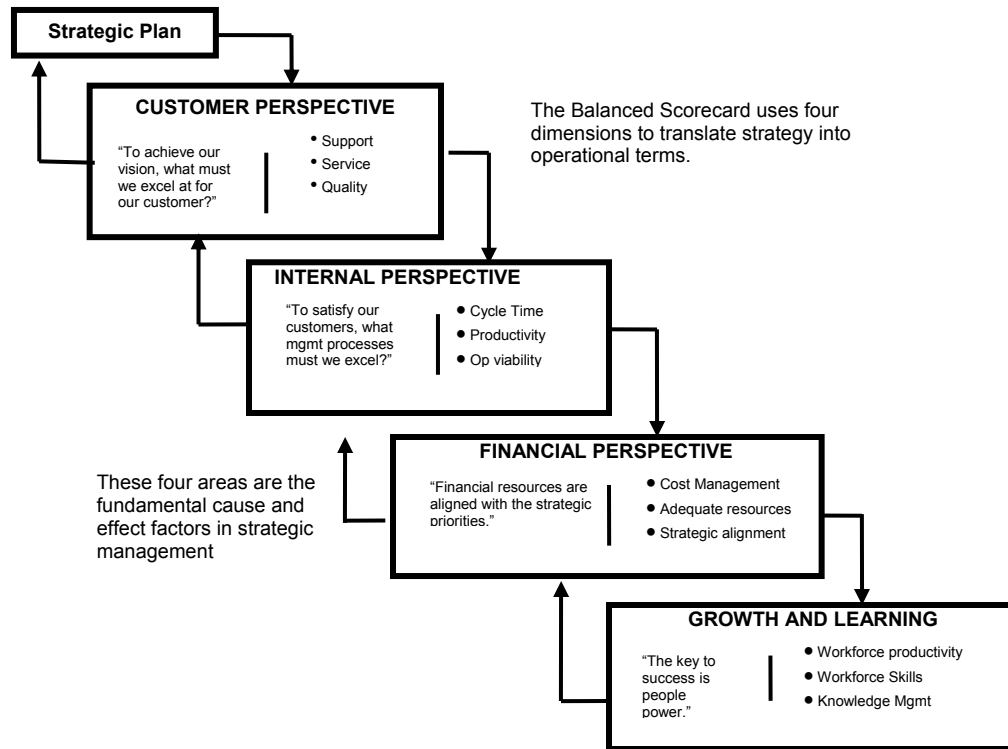 Strategic Plan
CUSTOMER PERSPECTIVE
“To achieve our
vision, what must
we excel at for
our customer?”
• Support
• Service
• Quality
The Balanced Scorecard uses four
dimensions to translate strategy into
operational terms.
INTERNAL PERSPECTIVE
“To satisfy our
customers, what
mgmt processes
must we excel?”
• Cycle Time
• Productivity
• Op viability
These four areas are the
fundamental cause and
effect factors in strategic
management
FINANCIAL PERSPECTIVE
“Financial resources are
aligned with the strategic
priorities.”
• Cost Management
• Adequate resources
• Strategic alignment
GROWTH AND LEARNING
“The key to
success is
people
power.”
• Workforce productivity
• Workforce Skills
• Knowledge Mgmt